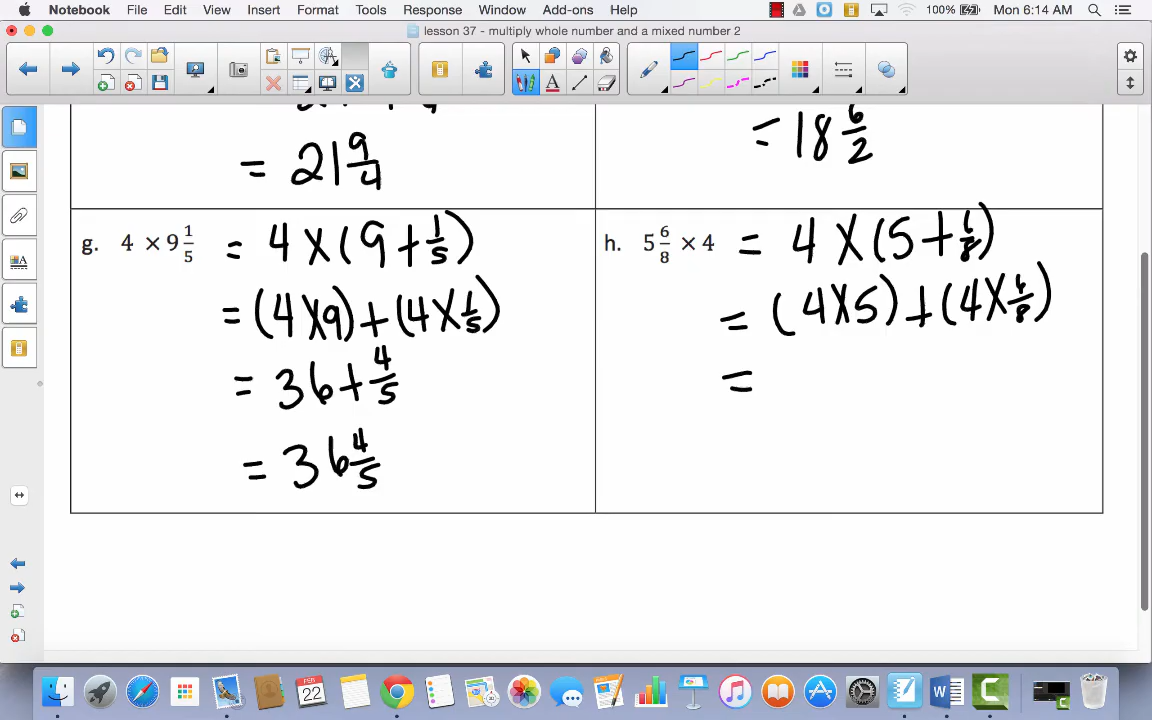 Notebook File Edit View Insert Format Tools Response Window Add-ons Help 100% Mon 6:14 AM
lesson 37 - multiply whole number and a mixed number 2
= 21 9/4
= 18 6/2
g. 4 × 9 1/5 = 4 × (9 + 1/5)
= (4×9) + (4 × 1/5)
= 36 + 4/5
= 36 4/5
h. 5 6/8 × 4 = 4 × (5 + 6/8)
= (4×5) + (4 × 6/8)
=
FEB
22